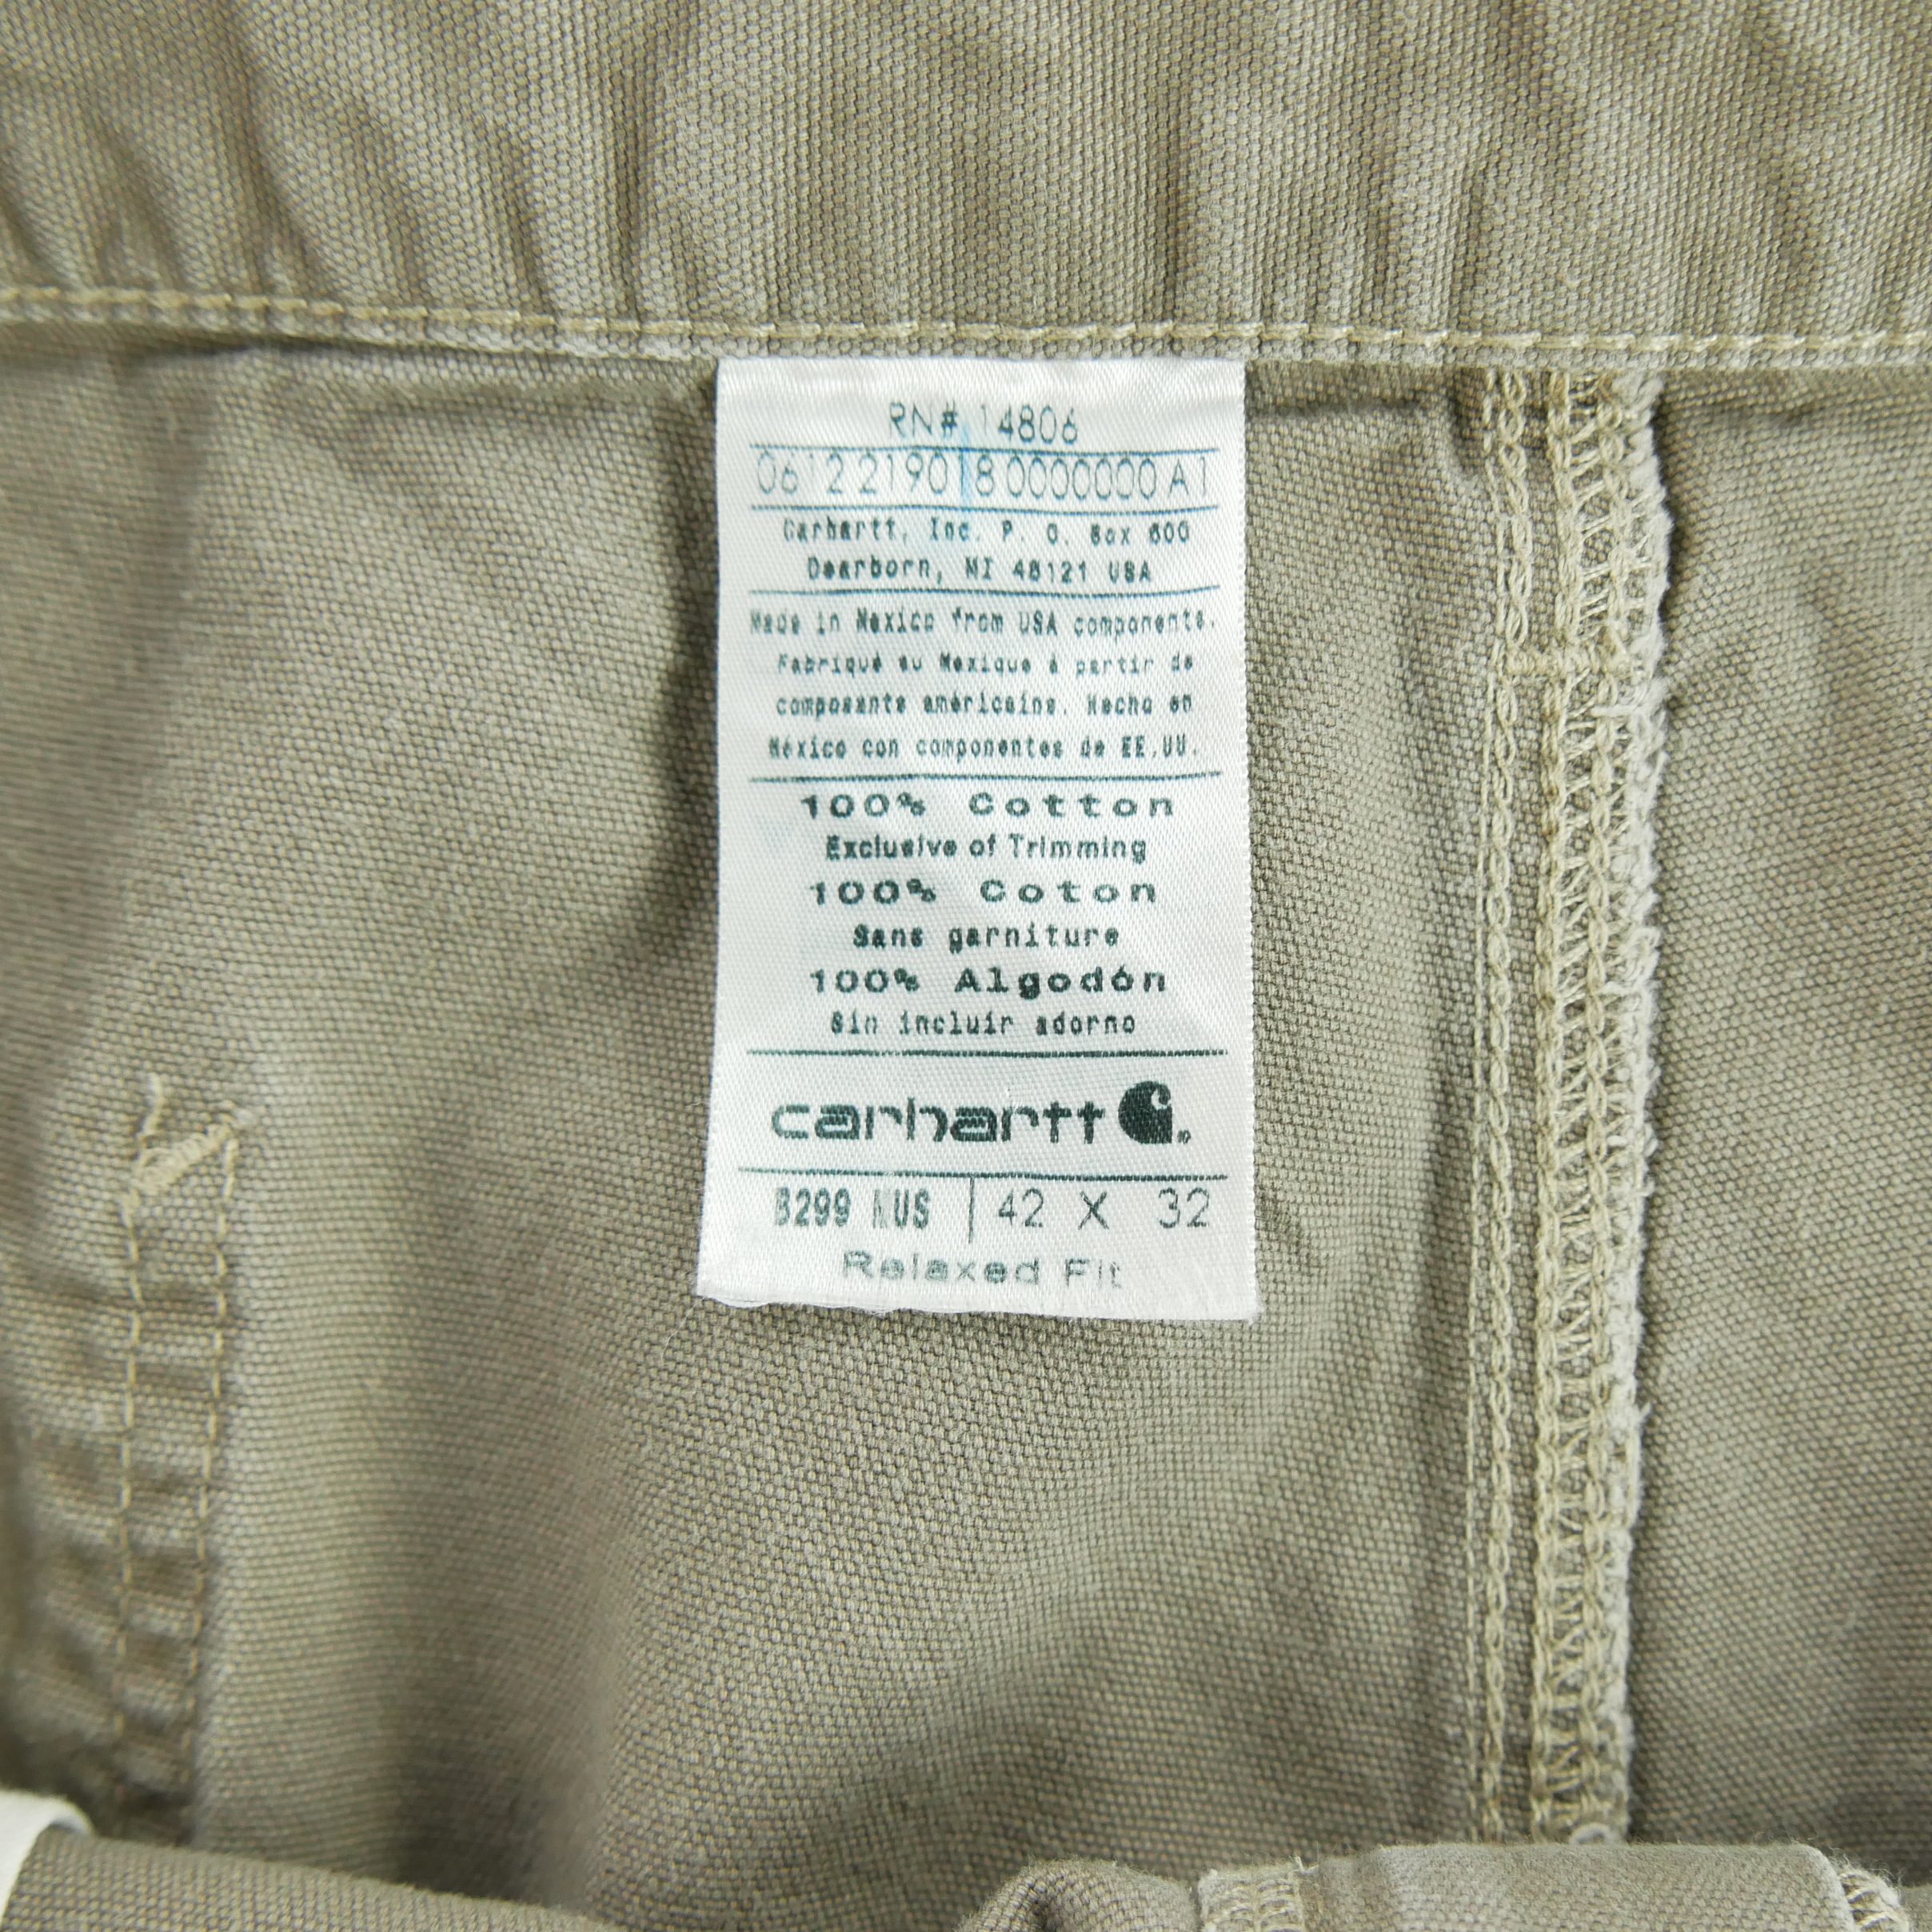 RN# 14806
0612 2190 18 0000000 A1
Carhartt, Inc. P. O. Box 600
Dearborn, MI 48121 USA
Made in Mexico from USA components.
Fabriqué au Mexique à partir de
composants américains. Hecho en
México con componentes de EE.UU.
100% Cotton
Exclusive of Trimming
100% Coton
Sans garniture
100% Algodón
Sin incluir adorno
carhartt
B299 MUS 42 X 32
Relaxed Fit